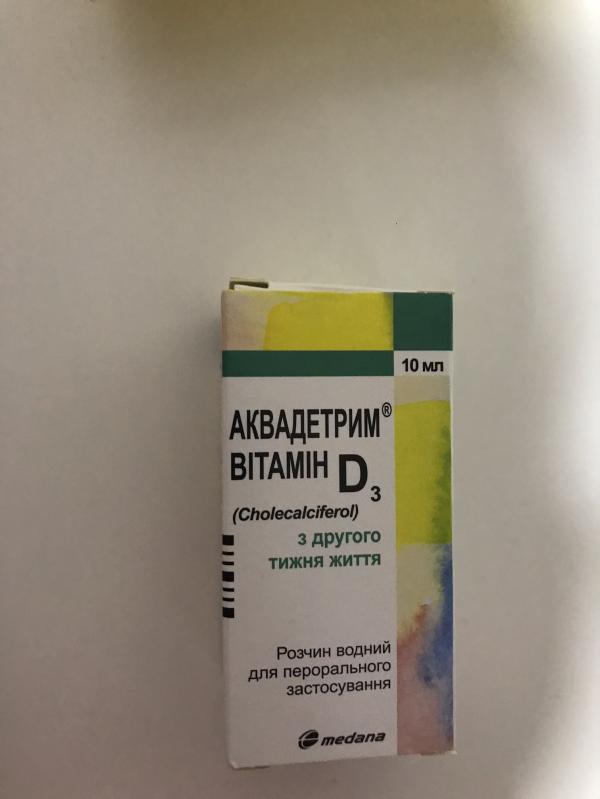 10 мл
АКВАДЕТРИМ®
ВІТАМІН D3
(Cholecalciferol)
з другого
тижня життя
Розчин водний
для перорального
застосування
medana